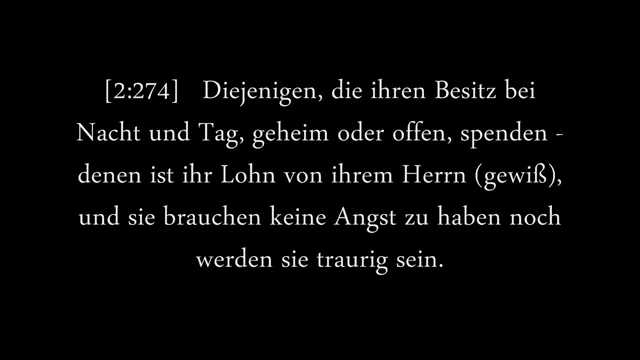 [2:274] Diejenigen, die ihren Besitz bei
Nacht und Tag, geheim oder offen, spenden -
denen ist ihr Lohn von ihrem Herrn (gewiß),
und sie brauchen keine Angst zu haben noch
werden sie traurig sein.